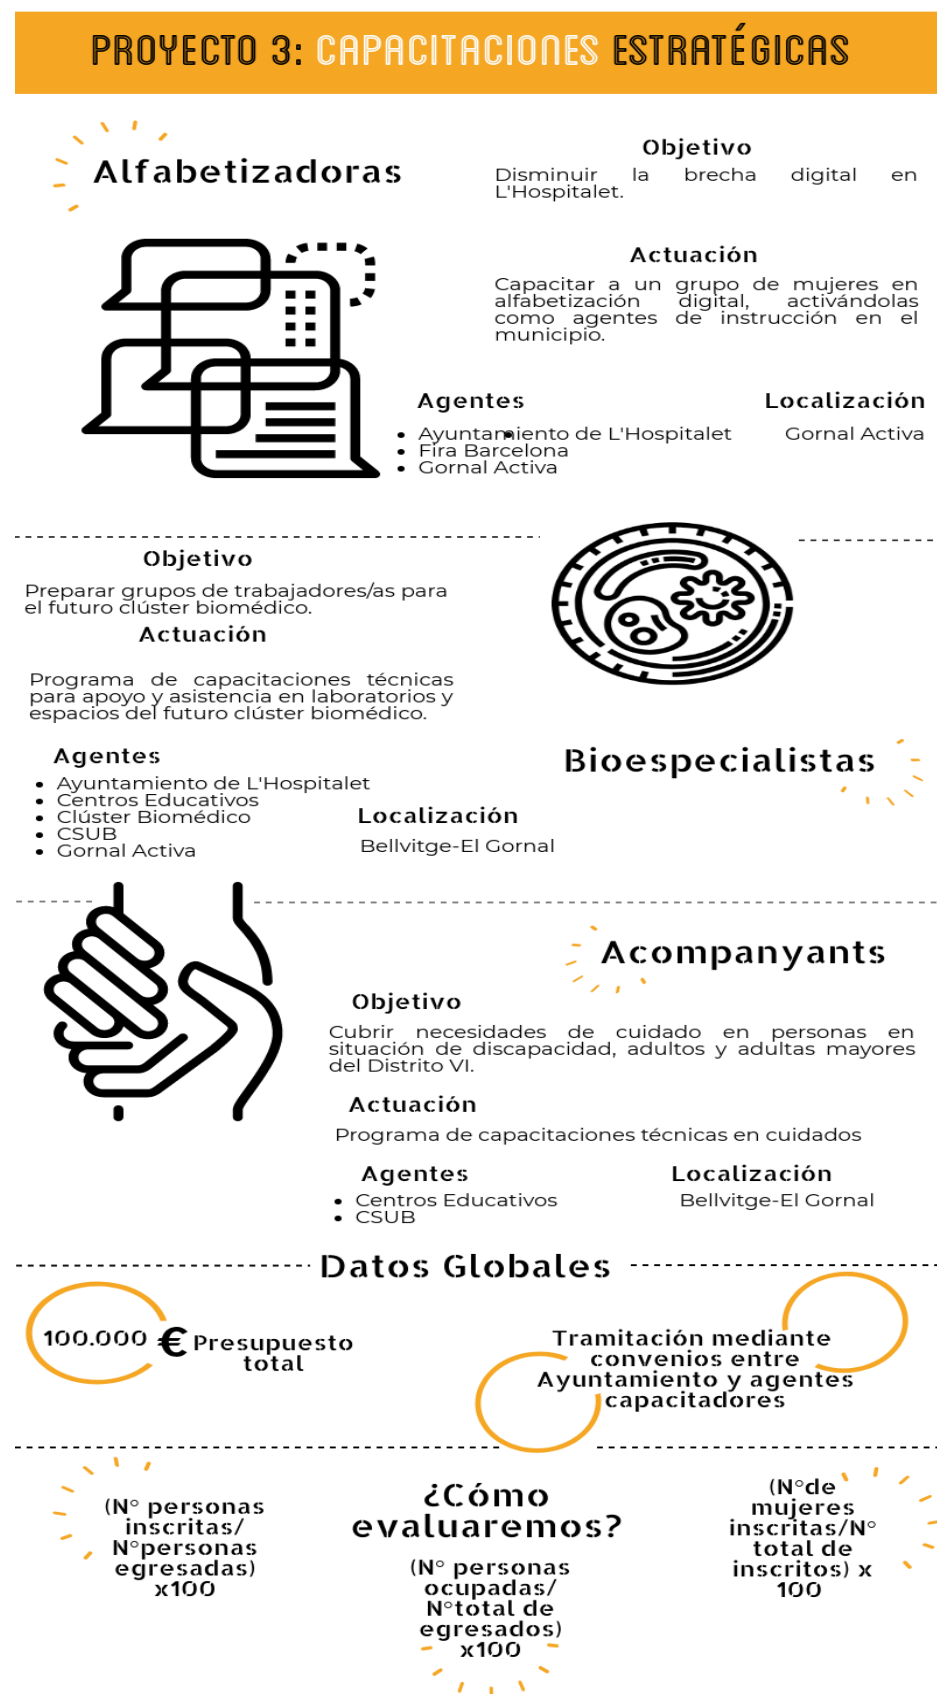 PROYECTO 3: CAPACITACIONES ESTRATÉGICAS
Alfabetizadoras
Objetivo
Disminuir la brecha digital en
L'Hospitalet.
Actuación
Capacitar a un grupo de mujeres en
alfabetización digital, activándolas
como agentes de instrucción en el
municipio.
Agentes
• Ayuntamiento de L'Hospitalet
• Fira Barcelona
• Gornal Activa
Localización
Gornal Activa
Objetivo
Preparar grupos de trabajadores/as para
el futuro clúster biomédico.
Actuación
Programa de capacitaciones técnicas
para apoyo y asistencia en laboratorios y
espacios del futuro clúster biomédico.
Agentes
• Ayuntamiento de L'Hospitalet
• Centros Educativos
• Clúster Biomédico
• CSUB
• Gornal Activa
Localización
Bellvitge-El Gornal
Bioespecialistas
Acompanyants
Objetivo
Cubrir necesidades de cuidado en personas en
situación de discapacidad, adultos y adultas mayores
del Distrito VI.
Actuación
Programa de capacitaciones técnicas en cuidados
Agentes
• Centros Educativos
• CSUB
Localización
Bellvitge-El Gornal
Datos Globales
100.000 € Presupuesto
total
Tramitación mediante
convenios entre
Ayuntamiento y agentes
capacitadores
¿Cómo
evaluaremos?
(N° personas
inscritas/
N°personas
egresadas)
x100
(N° personas
ocupadas/
N°total de
egresados)
x100
(N°de
mujeres
inscritas/N°
total de
inscritos) x
100